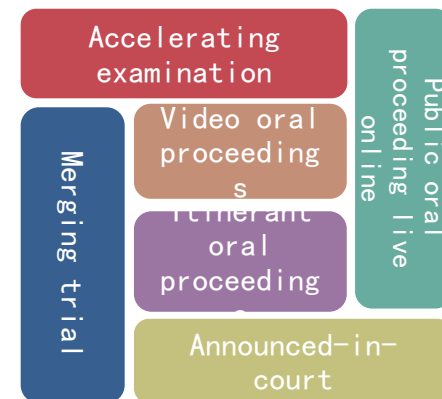 Accelerating
examination
Public oral
proceeding live
online
Video oral
proceeding
s
Merging trial
Itinerant
oral
proceeding
s
Announced-in-
court